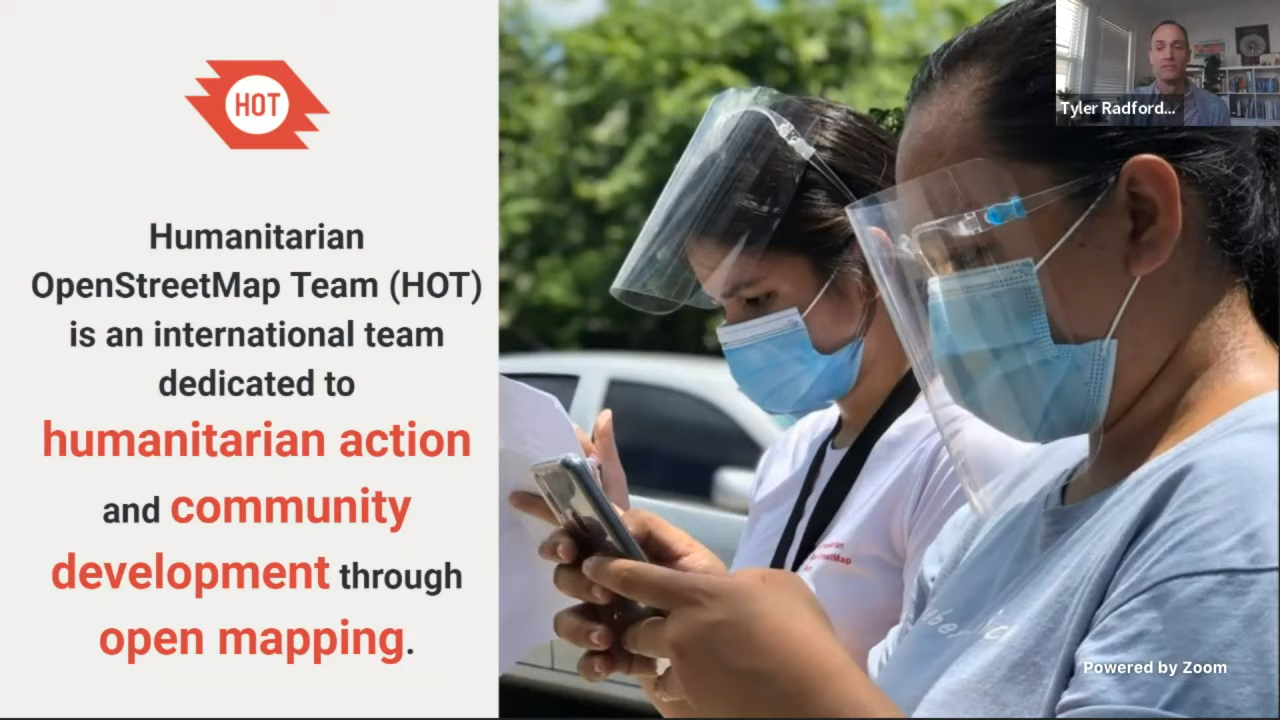 HOT
Humanitarian
OpenStreetMap Team (HOT)
is an international team
dedicated to
humanitarian action
and community
development through
open mapping.
Tyler Radford...
Powered by Zoom